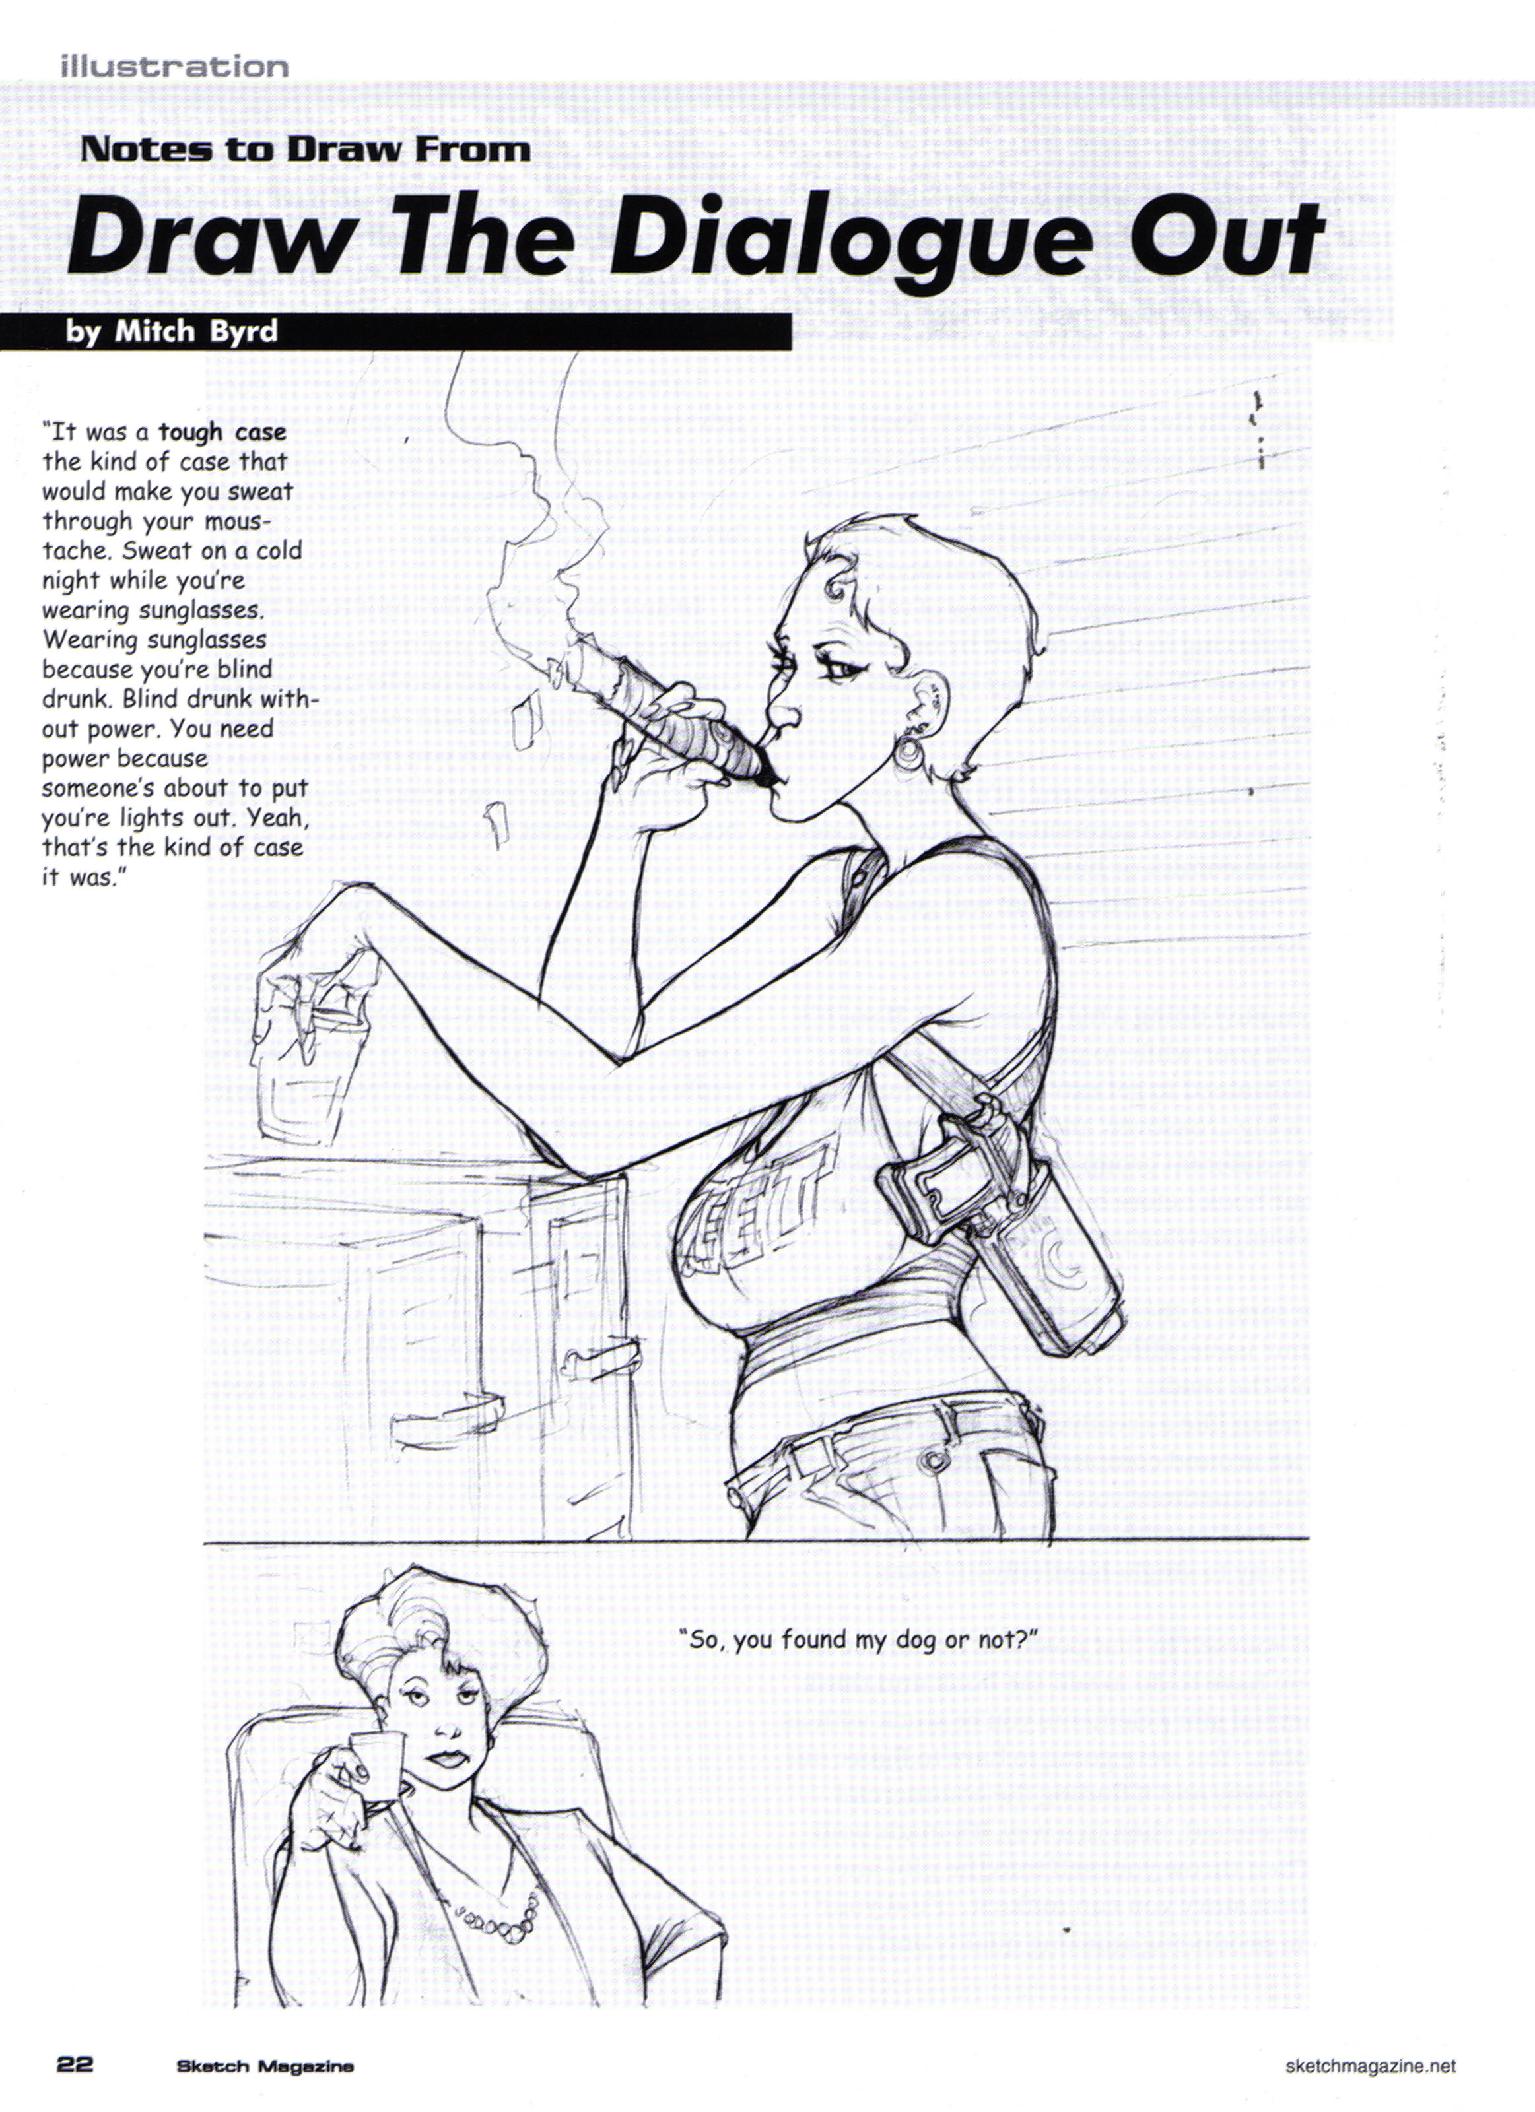 illustration
Notes to Draw From
Draw The Dialogue Out
by Mitch Byrd
“It was a tough case
the kind of case that
would make you sweat
through your mous-
tache. Sweat on a cold
night while you’re
wearing sunglasses.
Wearing sunglasses
because you’re blind
drunk. Blind drunk with-
out power. You need
power because
someone’s about to put
you’re lights out. Yeah,
that’s the kind of case
it was.”
“So, you found my dog or not?”
22
Sketch Magazine
sketchmagazine.net